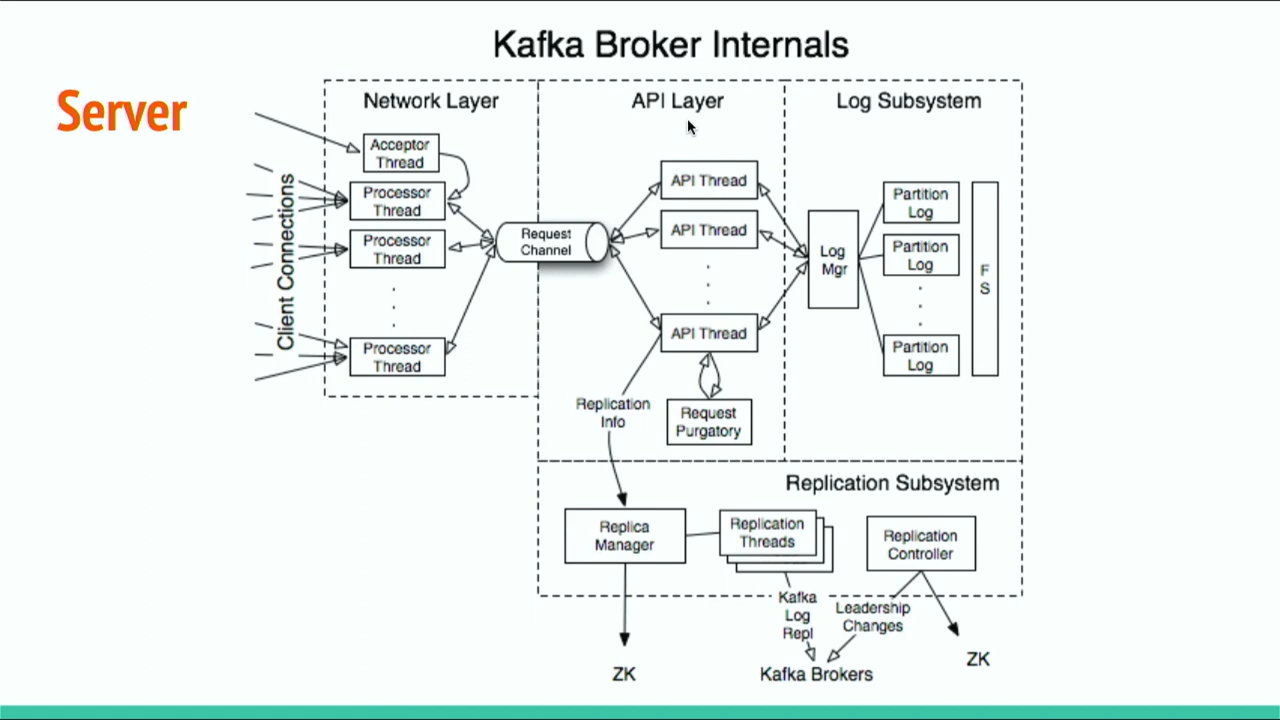 Kafka Broker Internals
Server
Network Layer
API Layer
Log Subsystem
Client Connections
Acceptor
Thread
Processor
Thread
Processor
Thread
.
.
.
Processor
Thread
Request
Channel
API Thread
API Thread
.
.
.
API Thread
Replication
Info
Request
Purgatory
Log
Mgr
Partition
Log
Partition
Log
.
.
.
Partition
Log
F
S
Replication Subsystem
Replica
Manager
Replication
Threads
Replication
Controller
Kafka
Log
Repl
Leadership
Changes
ZK
Kafka Brokers
ZK